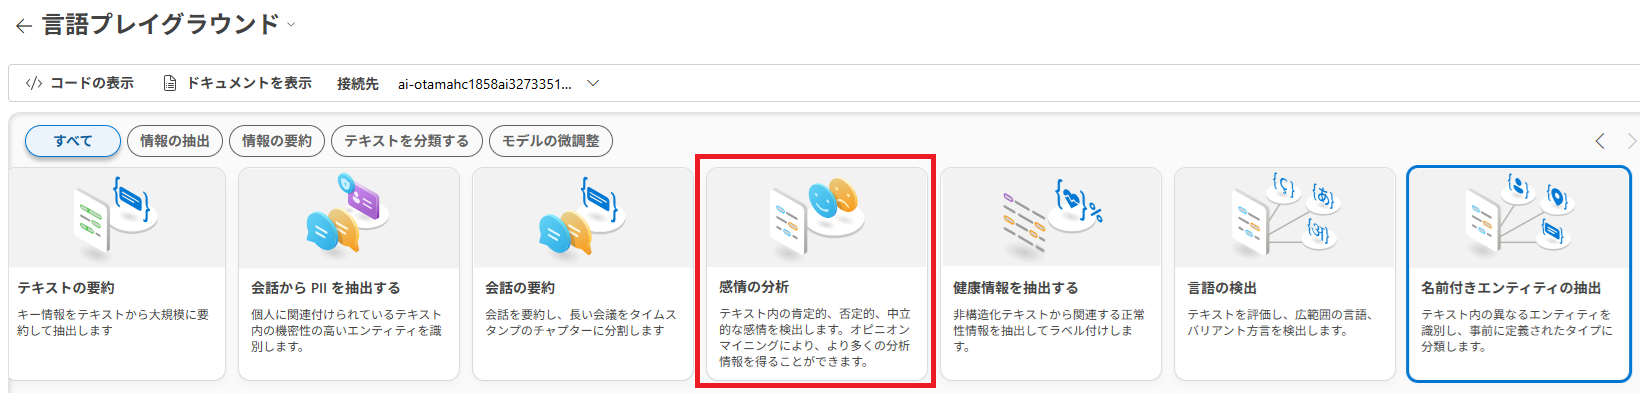 言語プレイグラウンド
コードの表示 ドキュメントを表示 接続先 ai-otamahc1858ai3273351...
すべて 情報の抽出 情報の要約 テキストを分類する モデルの微調整
テキストの要約
キー情報をテキストから大規模に要
約して抽出します
会話から PII を抽出する
個人に関連付けられているテキスト
内の機密性の高いエンティティを識
別します。
会話の要約
会話を要約し、長い会議をタイムス
タンプのチャプターに分割します
感情の分析
テキスト内の肯定的、否定的、中立
的な感情を検出します。オピニオン
マイニングにより、より多くの分析
情報を得ることができます。
健康情報を抽出する
非構造化テキストから関連する正常
性情報を抽出してラベル付けしま
す。
言語の検出
テキストを評価し、広範囲の言語、
バリアント方言を検出します。
名前付きエンティティの抽出
テキスト内の異なるエンティティを
識別し、事前に定義されたタイプに
分類します。